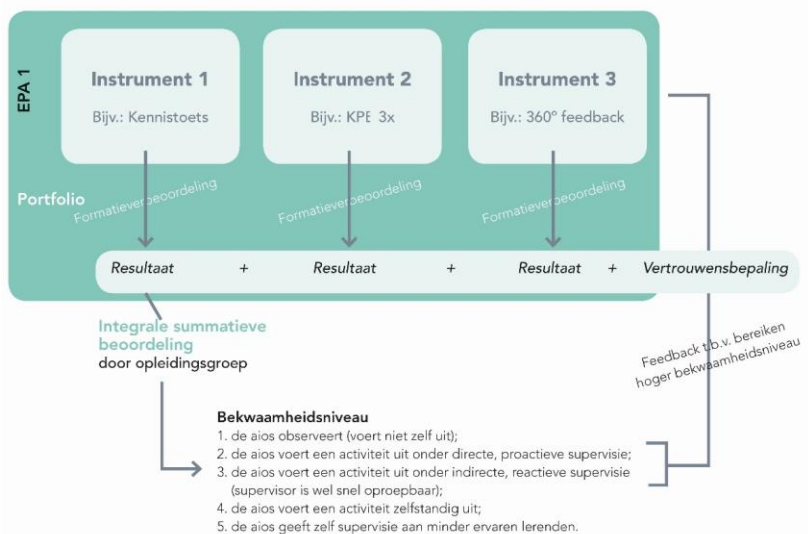 EPA 1
Instrument 1
Bijv.: Kennistoets
Instrument 2
Bijv.: KPE 3x
Instrument 3
Bijv.: 360º feedback
Portfolio
Formatieve beoordeling
Formatieve beoordeling
Formatieve beoordeling
Resultaat + Resultaat + Resultaat + Vertrouwensbepaling
Integrale summatieve
beoordeling
door opleidingsgroep
Feedback t.b.v. bereiken
hoger bekwaamheidsniveau
Bekwaamheidsniveau
1. de aios observeert (voert niet zelf uit);
2. de aios voert een activiteit uit onder directe, proactieve supervisie;
3. de aios voert een activiteit uit onder indirecte, reactieve supervisie
(supervisor is wel snel oproepbaar);
4. de aios voert een activiteit zelfstandig uit;
5. de aios geeft zelf supervisie aan minder ervaren lerenden.